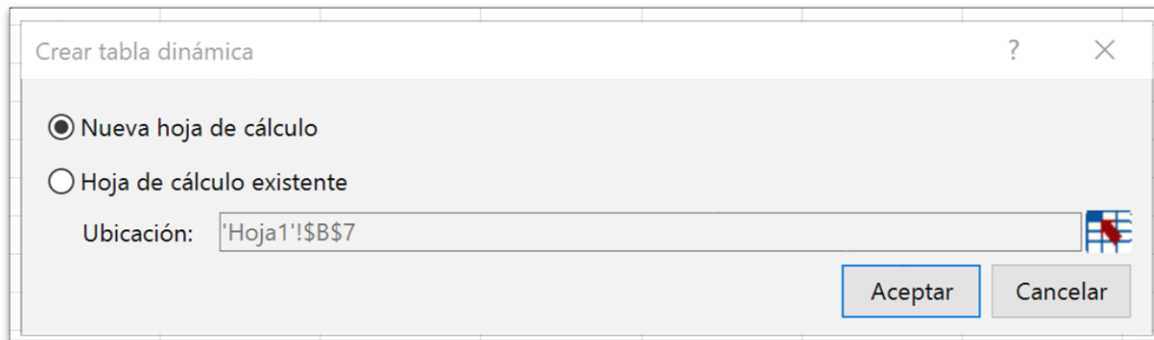 Crear tabla dinámica
?
Nueva hoja de cálculo
Hoja de cálculo existente
Ubicación: 'Hoja1'!$B$7
Aceptar Cancelar